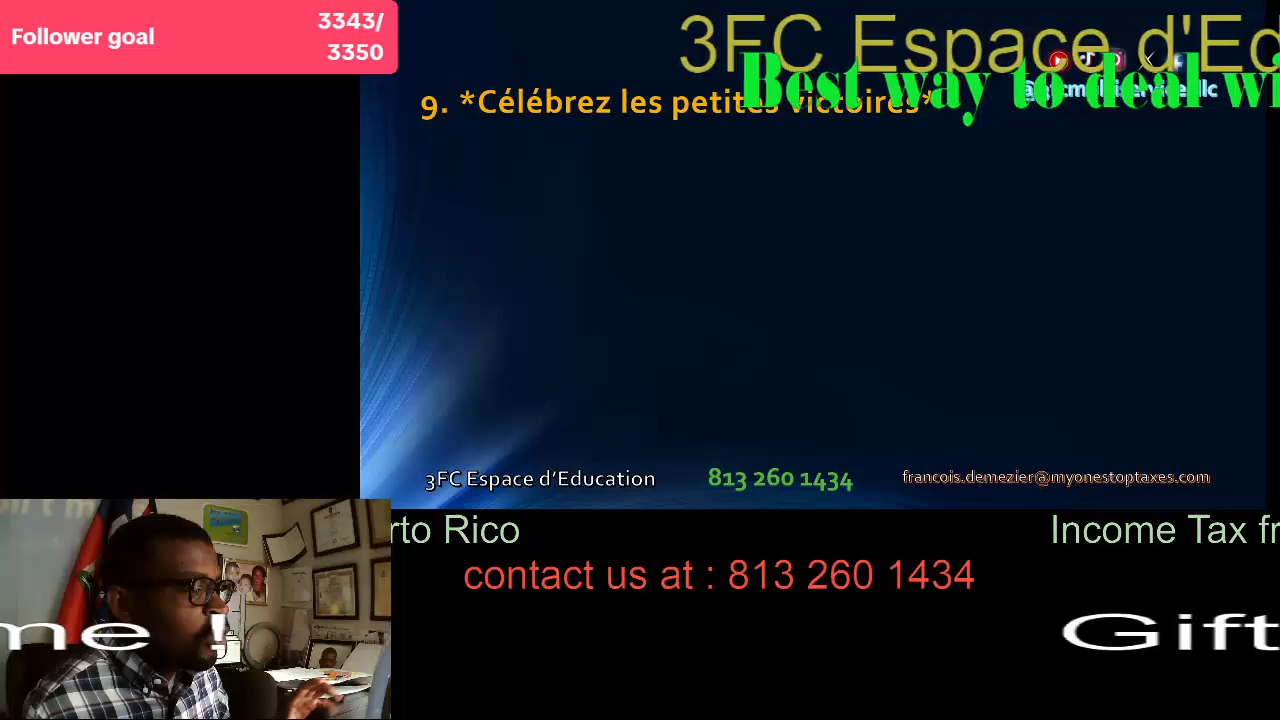 Follower goal
3343/
3350
3FC Espace d'Ed
Best way to deal wi
9. *Célébrez les petites victoires*
3FC Espace d'Education
813 260 1434
francois.demezier@myonestoptaxes.com
rto Rico
Income Tax fr
contact us at : 813 260 1434
me !
Gift